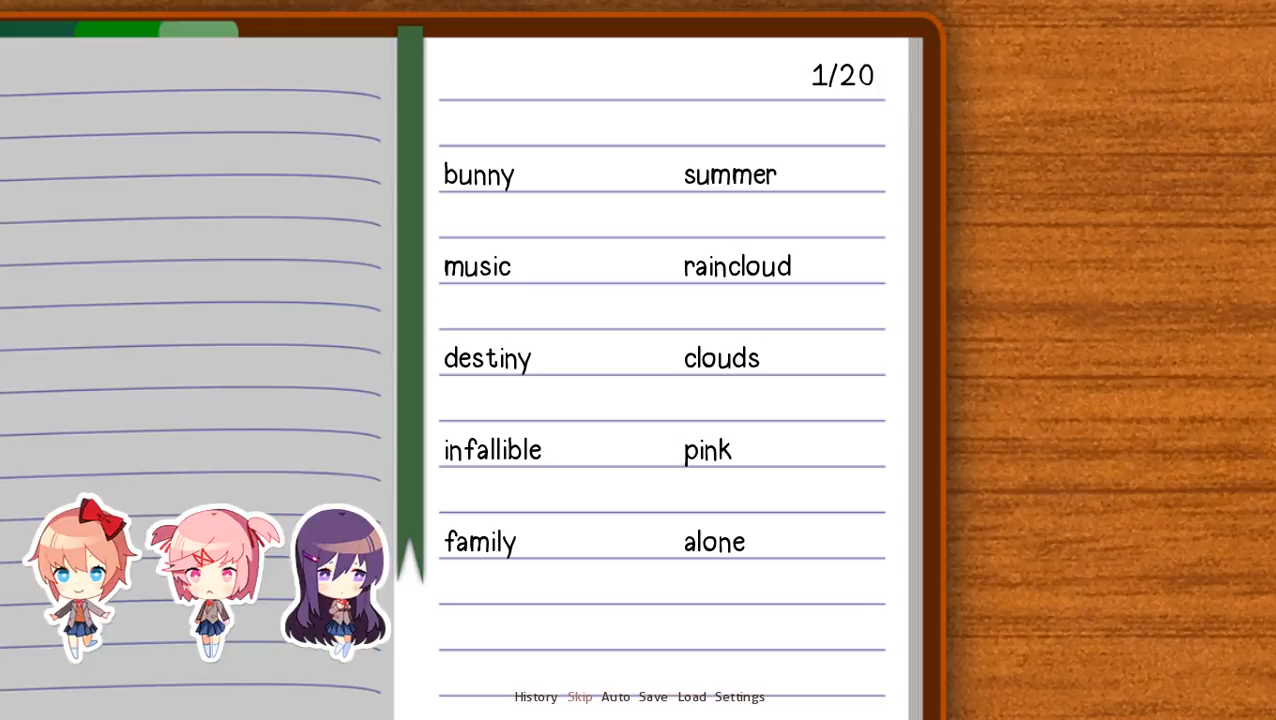 1/20
bunny summer
music raincloud
destiny clouds
infallible pink
family alone
History Skip Auto Save Load Settings